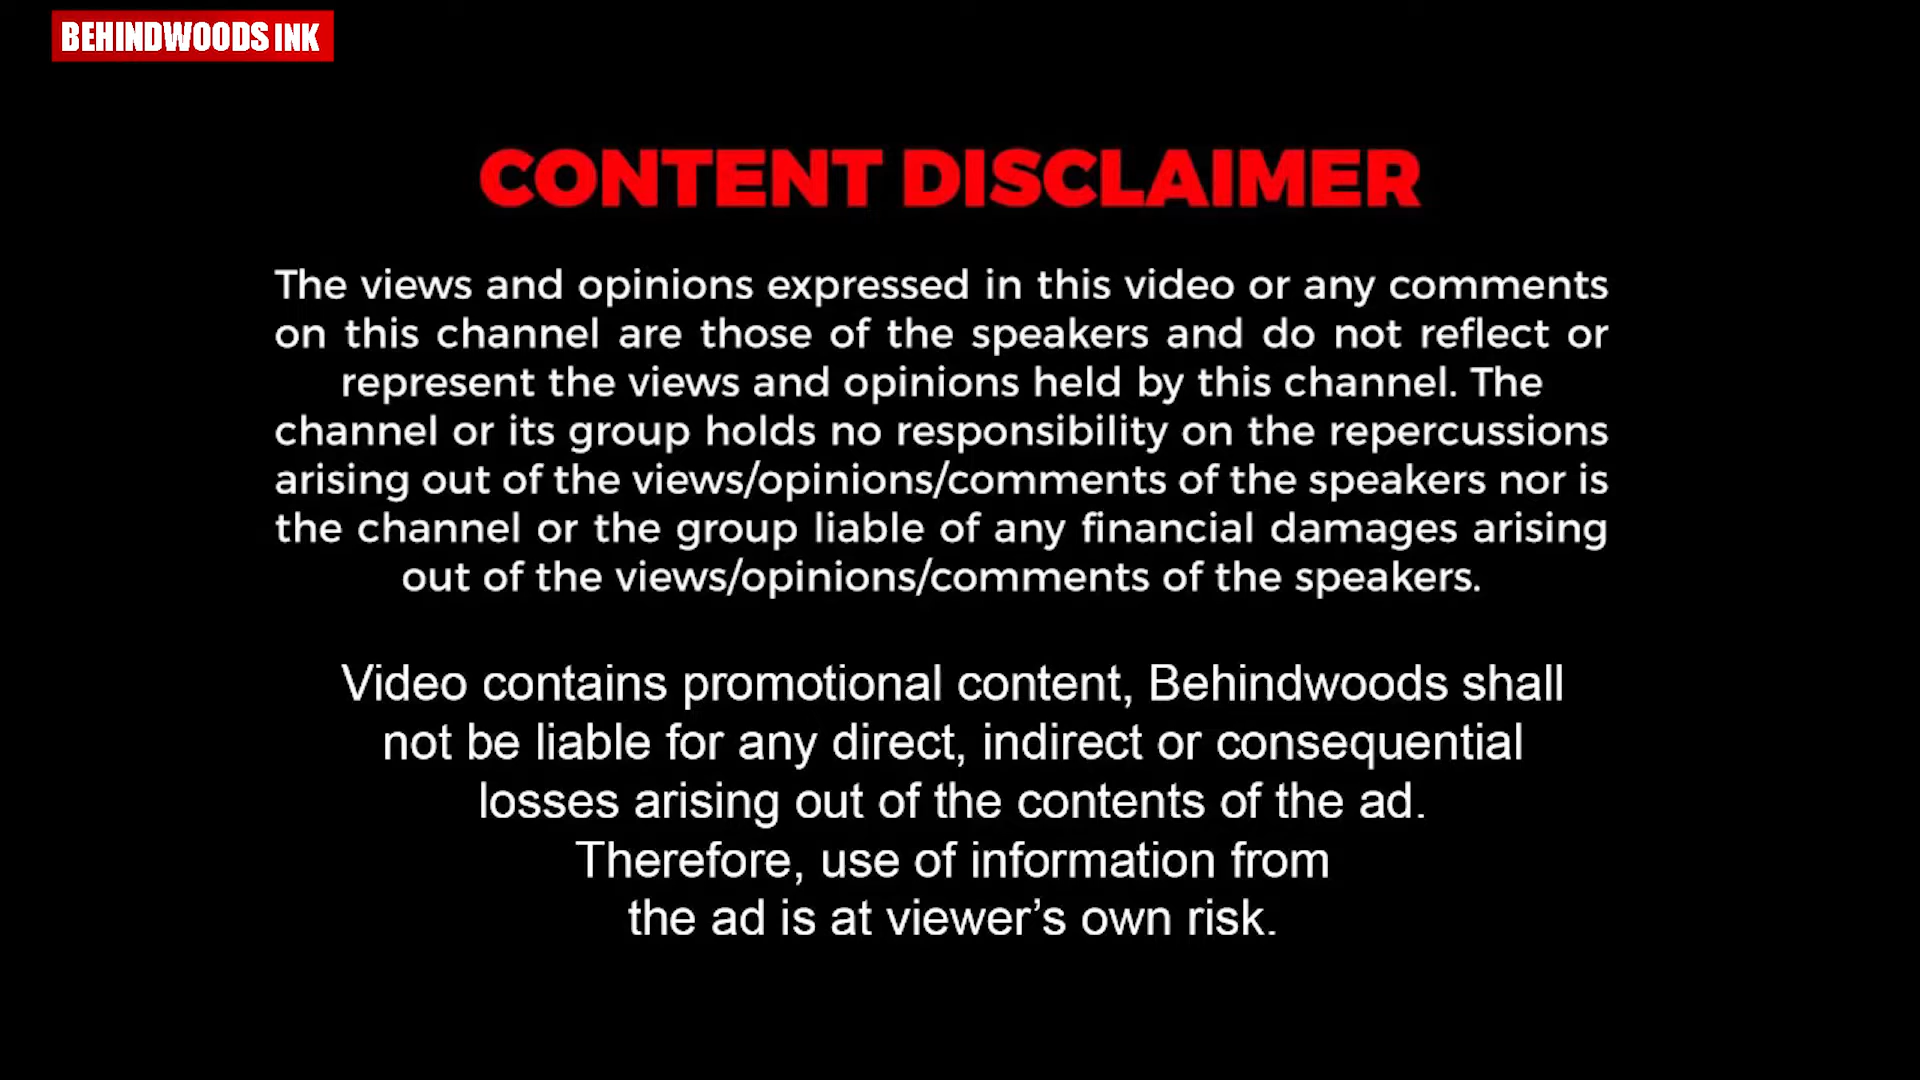 BEHINDWOODS INK
CONTENT DISCLAIMER
The views and opinions expressed in this video or any comments
on this channel are those of the speakers and do not reflect or
represent the views and opinions held by this channel. The
channel or its group holds no responsibility on the repercussions
arising out of the views/opinions/comments of the speakers nor is
the channel or the group liable of any financial damages arising
out of the views/opinions/comments of the speakers.
Video contains promotional content, Behindwoods shall
not be liable for any direct, indirect or consequential
losses arising out of the contents of the ad.
Therefore, use of information from
the ad is at viewer’s own risk.